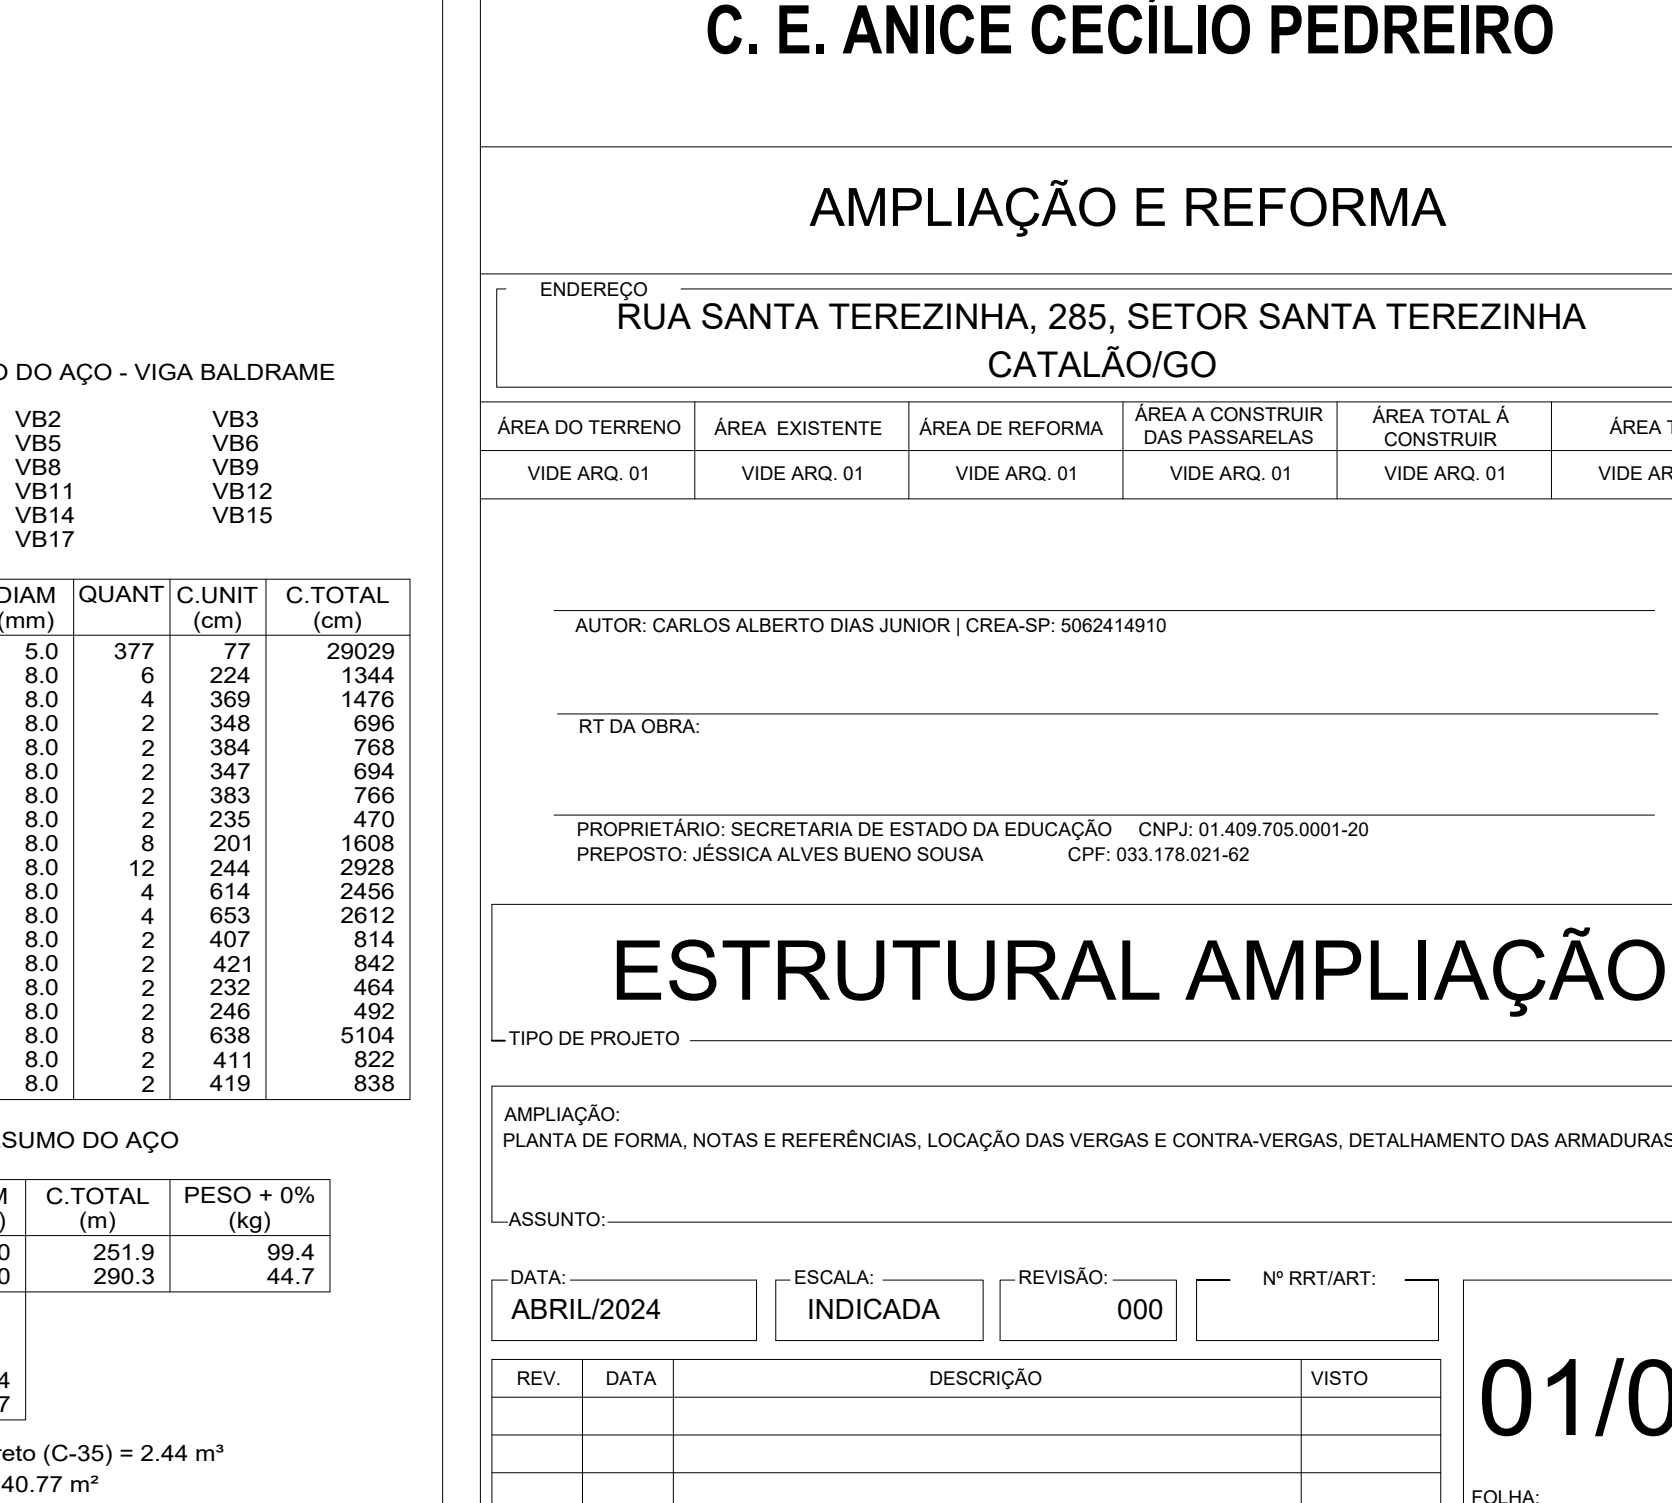 C. E. ANICE CECÍLIO PEDREIRO
AMPLIAÇÃO E REFORMA
ENDEREÇO
RUA SANTA TEREZINHA, 285, SETOR SANTA TEREZINHA
CATALÃO/GO
ÁREA DO TERRENO ÁREA EXISTENTE ÁREA DE REFORMA ÁREA A CONSTRUIR DAS PASSARELAS ÁREA TOTAL Á CONSTRUIR ÁREA
VIDE ARQ. 01 VIDE ARQ. 01 VIDE ARQ. 01 VIDE ARQ. 01 VIDE ARQ. 01 VIDE
AUTOR: CARLOS ALBERTO DIAS JUNIOR | CREA-SP: 5062414910
RT DA OBRA:
PROPRIETÁRIO: SECRETARIA DE ESTADO DA EDUCAÇÃO CNPJ: 01.409.705.0001-20
PREPOSTO: JÉSSICA ALVES BUENO SOUSA CPF: 033.178.021-62
ESTRUTURAL AMPLIAÇÃO
TIPO DE PROJETO
AMPLIAÇÃO:
PLANTA DE FORMA, NOTAS E REFERÊNCIAS, LOCAÇÃO DAS VERGAS E CONTRA-VERGAS, DETALHAMENTO DAS ARMADURAS
ASSUNTO:
DATA: ESCALA: REVISÃO: Nº RRT/ART:
ABRIL/2024 INDICADA 000
REV. DATA DESCRIÇÃO VISTO
01/0
FOLHA:
DO AÇO - VIGA BALDRAME
VB2 VB3
VB5 VB6
VB8 VB9
VB11 VB12
VB14 VB15
VB17
DIAM QUANT C.UNIT C.TOTAL
(mm) (cm) (cm)
5.0 377 77 29029
8.0 6 224 1344
8.0 4 369 1476
8.0 2 348 696
8.0 2 384 768
8.0 2 347 694
8.0 2 383 766
8.0 2 235 470
8.0 8 201 1608
8.0 12 244 2928
8.0 4 614 2456
8.0 4 653 2612
8.0 2 407 814
8.0 2 421 842
8.0 2 232 464
8.0 2 246 492
8.0 8 638 5104
8.0 2 411 822
8.0 2 419 838
SUMO DO AÇO
C.TOTAL PESO + 0%
(m) (kg)
0 251.9 99.4
0 290.3 44.7
4
7
reto (C-35) = 2.44 m³
40.77 m²